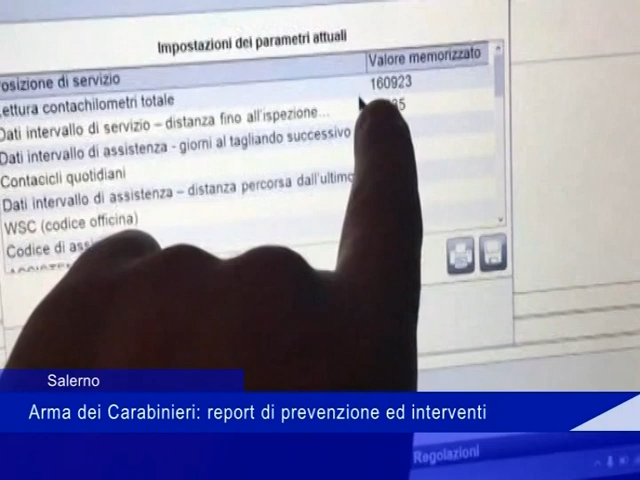 Impostazioni dei parametri attuali
Valore memorizzato
osizione di servizio
160923
ettura contachilometri totale
Dati intervallo di servizio – distanza fino all'ispezione...
Dati intervallo di assistenza - giorni al tagliando successivo
Contacicli quotidiani
Dati intervallo di assistenza – distanza percorsa dall'ultimo
WSC (codice officina)
Codice di ass
Salerno
Arma dei Carabinieri: report di prevenzione ed interventi
Regolazioni